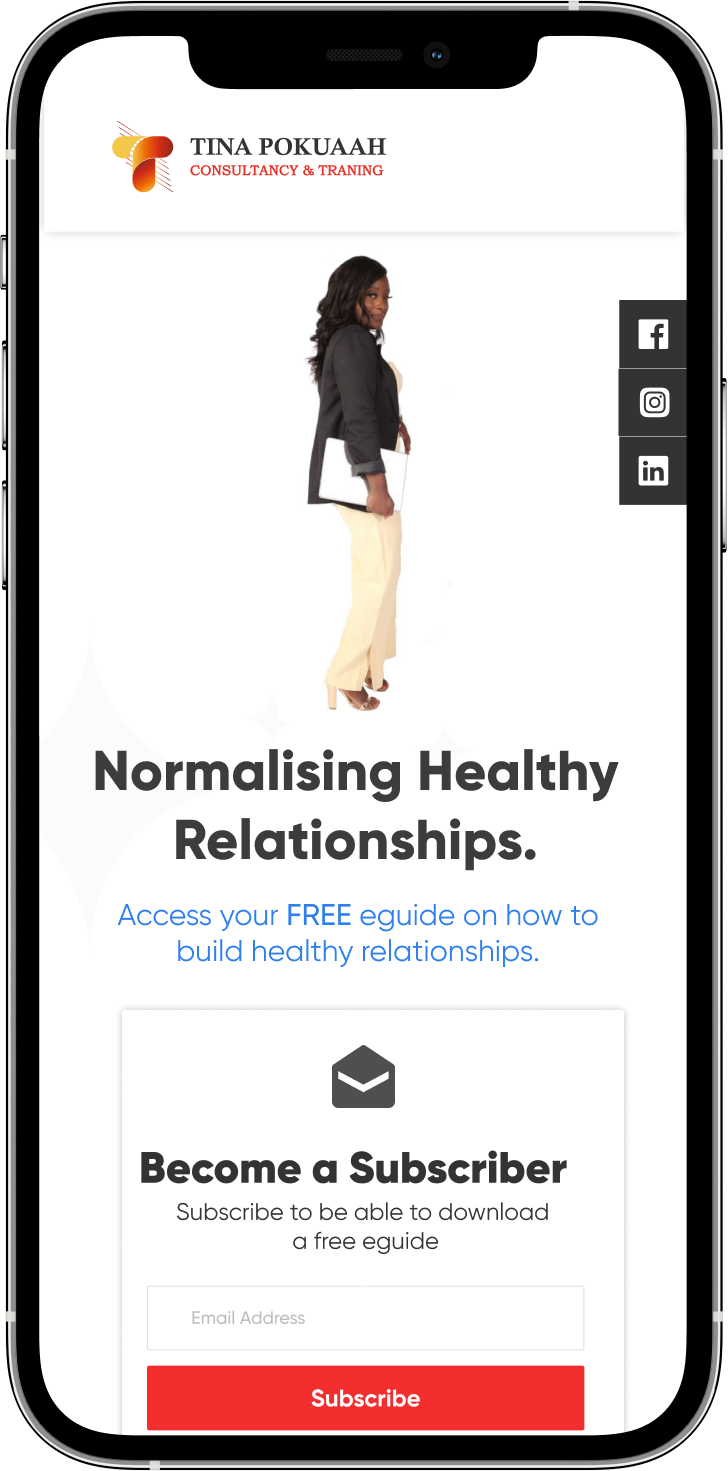 TINA POKUAAH
CONSULTANCY & TRANING
Normalising Healthy
Relationships.
Access your FREE eguide on how to
build healthy relationships.
Become a Subscriber
Subscribe to be able to download
a free eguide
Email Address
Subscribe